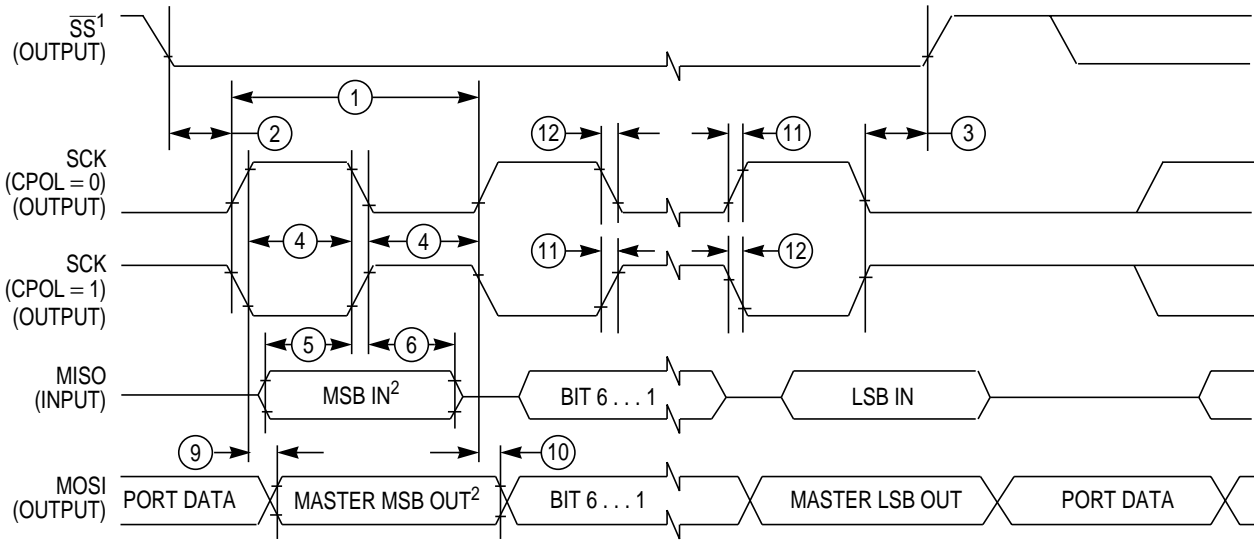 SS¹
(OUTPUT)
1
2
12
11
3
SCK
(CPOL = 0)
(OUTPUT)
4
4
SCK
(CPOL = 1)
(OUTPUT)
11
12
5
6
MISO
(INPUT)
MSB IN²
BIT 6 . . . 1
LSB IN
9
10
MOSI
(OUTPUT)
PORT DATA
MASTER MSB OUT²
BIT 6 . . . 1
MASTER LSB OUT
PORT DATA